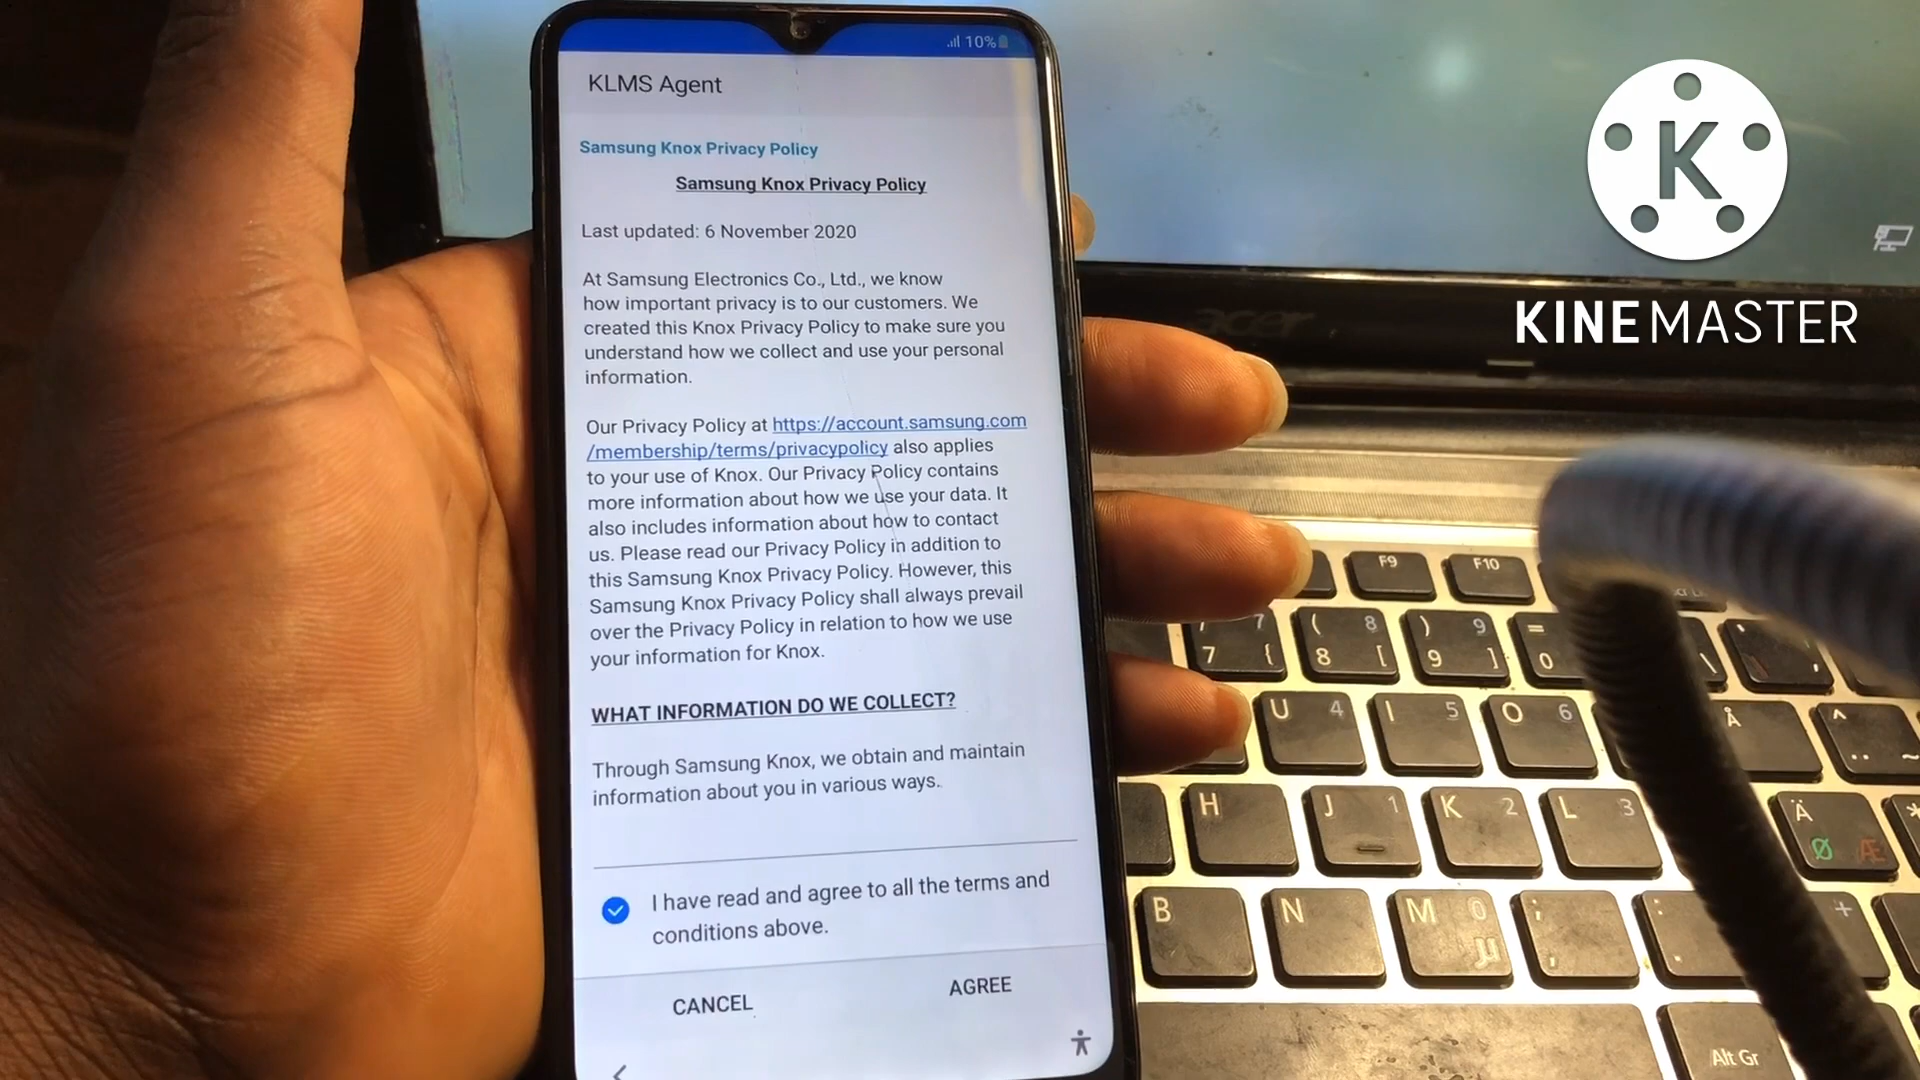 10%
KLMS Agent
Samsung Knox Privacy Policy
Samsung Knox Privacy Policy
Last updated: 6 November 2020
At Samsung Electronics Co., Ltd., we know
how important privacy is to our customers. We
created this Knox Privacy Policy to make sure you
understand how we collect and use your personal
information.
Our Privacy Policy at https://account.samsung.com
/membership/terms/privacypolicy also applies
to your use of Knox. Our Privacy Policy contains
more information about how we use your data. It
also includes information about how to contact
us. Please read our Privacy Policy in addition to
this Samsung Knox Privacy Policy. However, this
Samsung Knox Privacy Policy shall always prevail
over the Privacy Policy in relation to how we use
your information for Knox.
WHAT INFORMATION DO WE COLLECT?
Through Samsung Knox, we obtain and maintain
information about you in various ways.
I have read and agree to all the terms and
conditions above.
CANCEL AGREE
K
KINEMASTER
acer
F9 F10
/ 7 ( 8 ) 9 =
7 { 8 [ 9 ] 0 \
U 4 I 5 O 6 Å ^
H J 1 K 2 L 3 Ä *
Ø Æ
B N M 0 ; : +
µ ,
Alt Gr